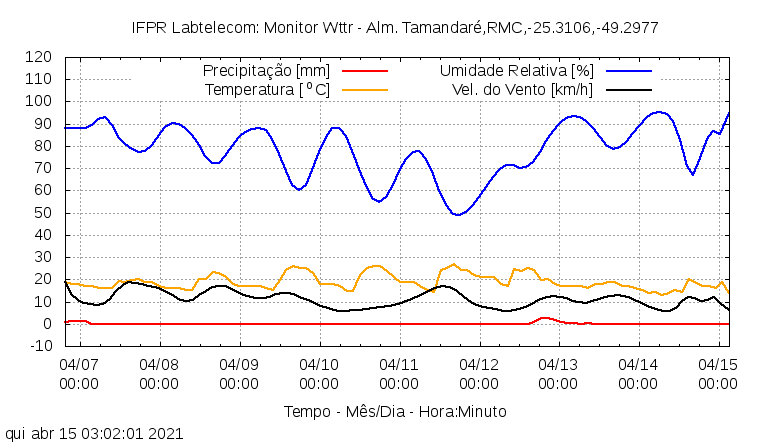 IFPR Labtelecom: Monitor Wttr - Alm. Tamandaré,RMC,-25.3106,-49.2977
120
110
100
90
80
70
60
50
40
30
20
10
0
-10
Precipitação [mm]
Temperatura [ ⁰C]
Umidade Relativa [%]
Vel. do Vento [km/h]
04/07 04/08 04/09 04/10 04/11 04/12 04/13 04/14 04/15
00:00 00:00 00:00 00:00 00:00 00:00 00:00 00:00 00:00
Tempo - Mês/Dia - Hora:Minuto
qui abr 15 03:02:01 2021